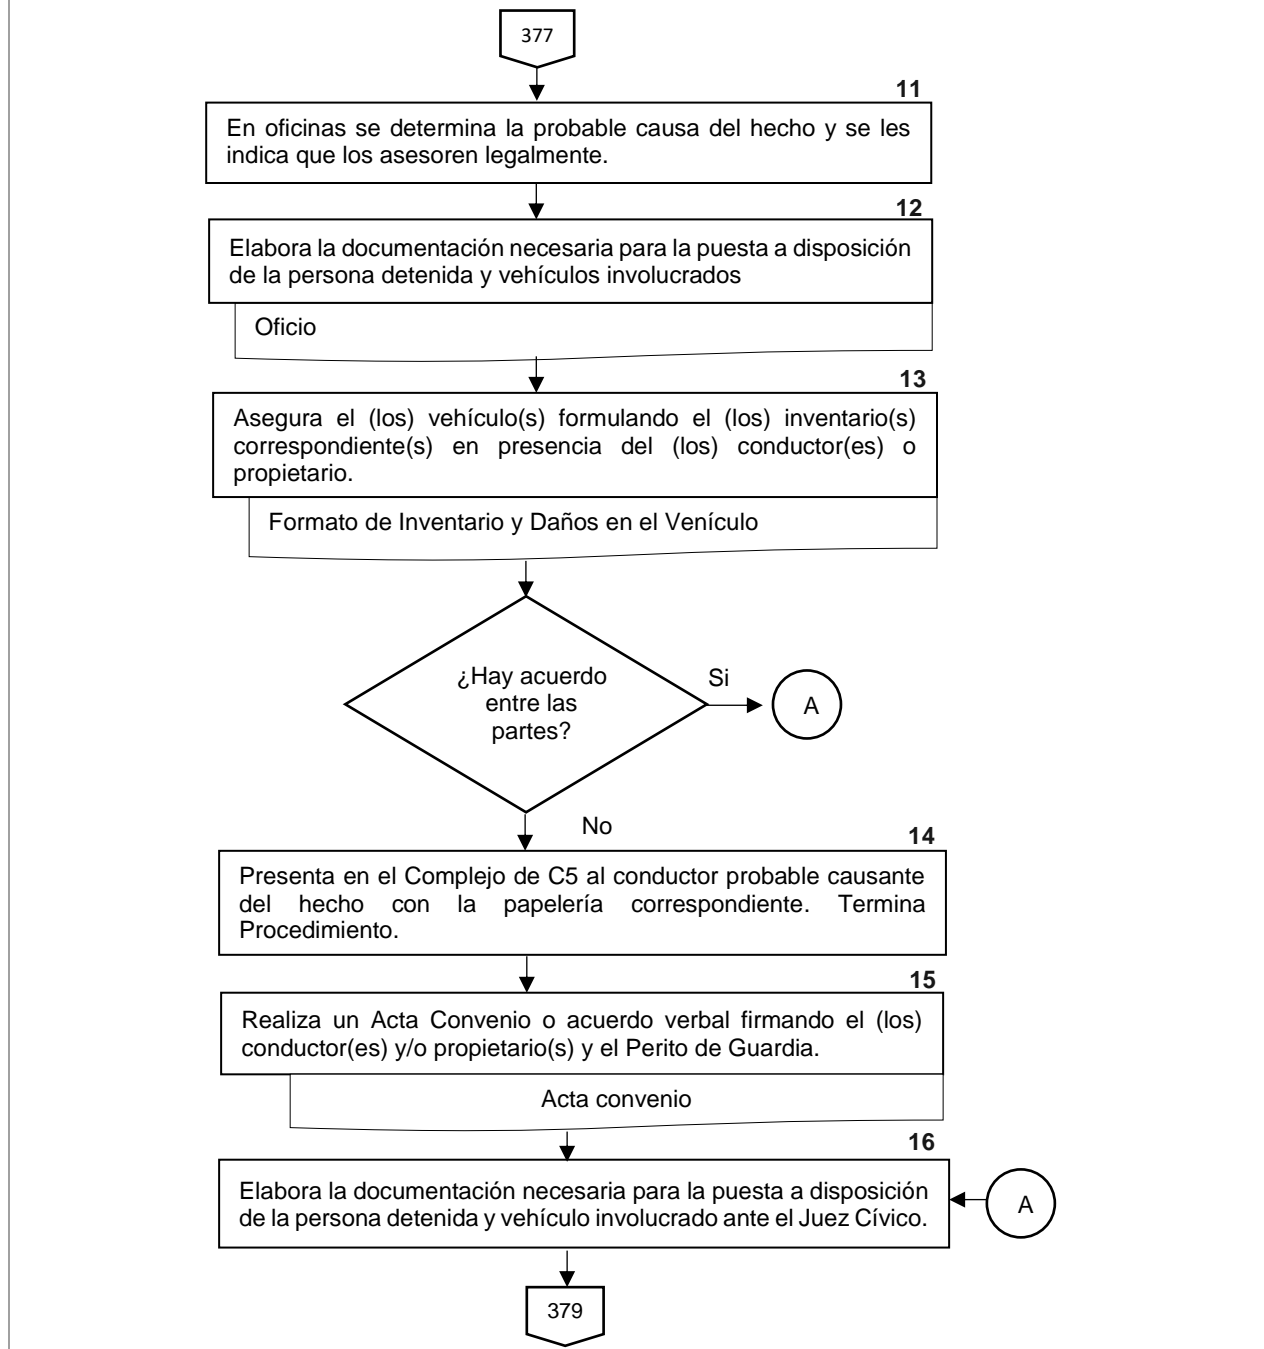 377
11
En oficinas se determina la probable causa del hecho y se les
indica que los asesoren legalmente.
12
Elabora la documentación necesaria para la puesta a disposición
de la persona detenida y vehículos involucrados
Oficio
13
Asegura el (los) vehículo(s) formulando el (los) inventario(s)
correspondiente(s) en presencia del (los) conductor(es) o
propietario.
Formato de Inventario y Daños en el Venículo
¿Hay acuerdo
entre las
partes?
Si
A
No
14
Presenta en el Complejo de C5 al conductor probable causante
del hecho con la papelería correspondiente. Termina
Procedimiento.
15
Realiza un Acta Convenio o acuerdo verbal firmando el (los)
conductor(es) y/o propietario(s) y el Perito de Guardia.
Acta convenio
16
Elabora la documentación necesaria para la puesta a disposición
de la persona detenida y vehículo involucrado ante el Juez Cívico.
A
379